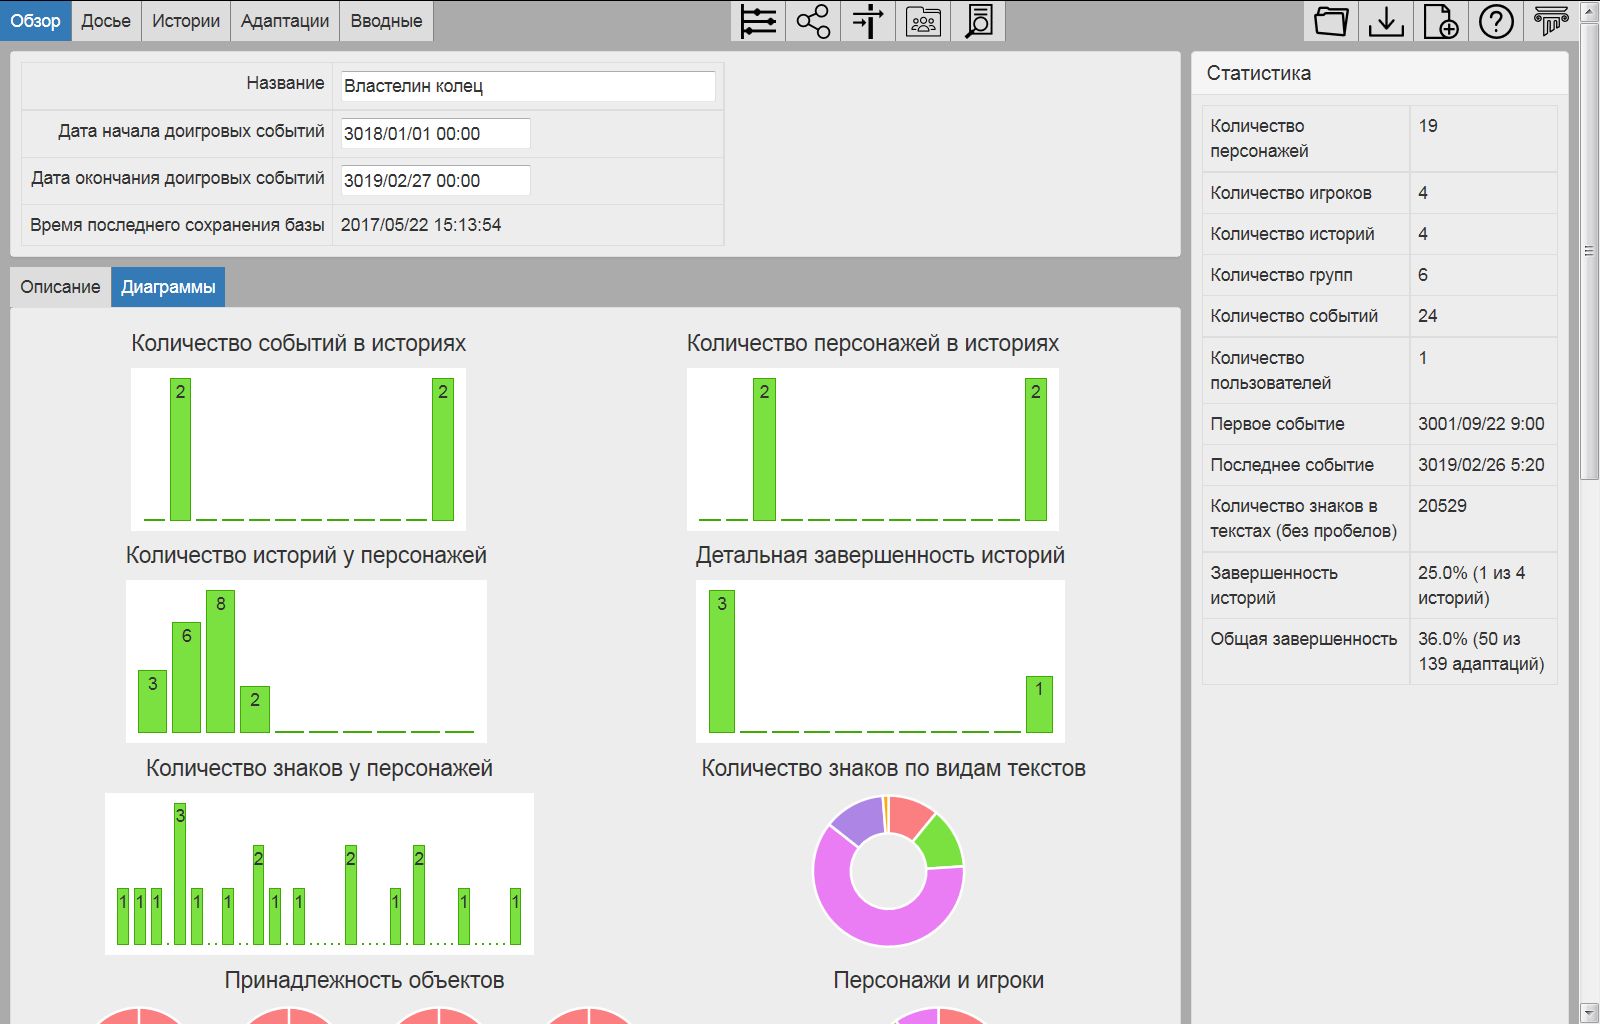 Обзор Досье Истории Адаптации Вводные
Название Властелин колец
Дата начала доигровых событий 3018/01/01 00:00
Дата окончания доигровых событий 3019/02/27 00:00
Время последнего сохранения базы 2017/05/22 15:13:54
Описание Диаграммы
Количество событий в историях
2 2
Количество персонажей в историях
2 2
Количество историй у персонажей
3 6 8 2
Детальная завершенность историй
3 1
Количество знаков у персонажей
1 1 1 3 1 1 2 1 1 2 1 2 1 1
Количество знаков по видам текстов
Принадлежность объектов
Персонажи и игроки
Статистика
Количество
персонажей 19
Количество игроков 4
Количество историй 4
Количество групп 6
Количество событий 24
Количество
пользователей 1
Первое событие 3001/09/22 9:00
Последнее событие 3019/02/26 5:20
Количество знаков в 20529
текстах (без пробелов)
Завершенность 25.0% (1 из 4
историй историй)
Общая завершенность 36.0% (50 из
139 адаптаций)